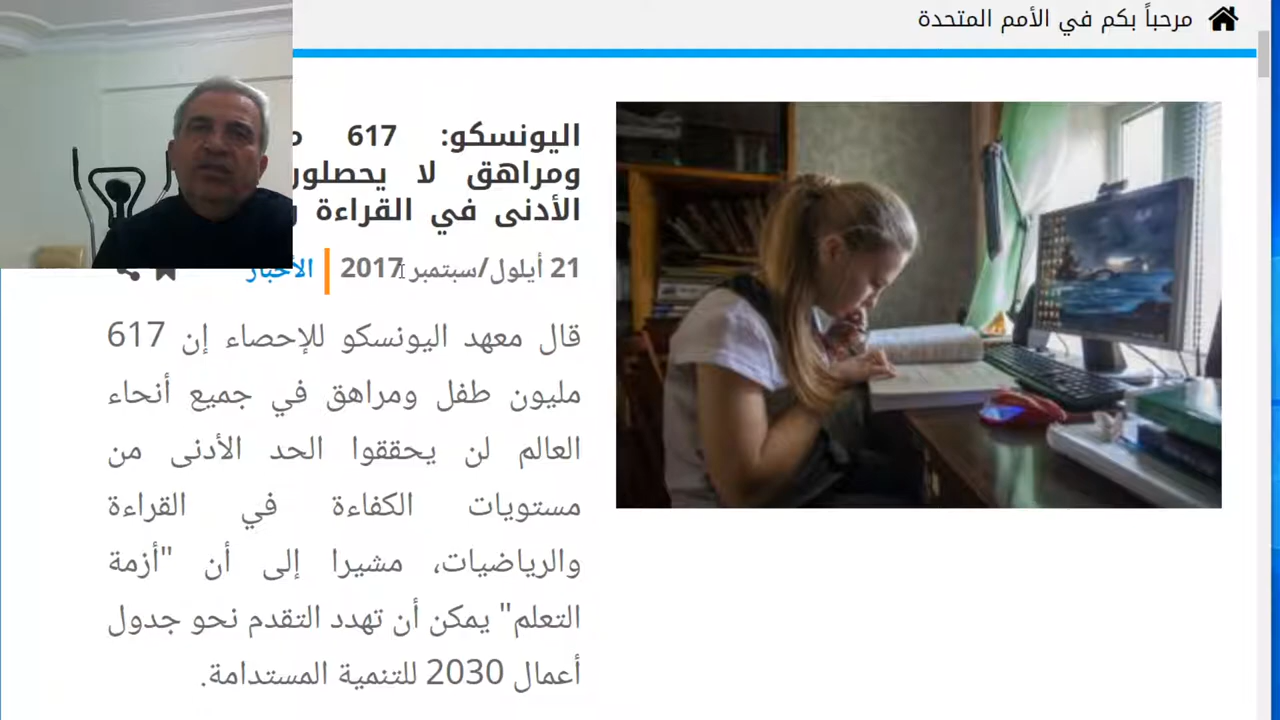 مرحباً بكم في الأمم المتحدة
اليونسكو: 617
ومراهق لا يحصلون
الأدنى في القراءة
21 أيلول/سبتمبر 2017 | الأخبار
قال معهد اليونسكو للإحصاء إن 617
مليون طفل ومراهق في جميع أنحاء
العالم لن يحققوا الحد الأدنى من
مستويات الكفاءة في القراءة
والرياضيات، مشيرا إلى أن "أزمة
التعلم" يمكن أن تهدد التقدم نحو جدول
أعمال 2030 للتنمية المستدامة.